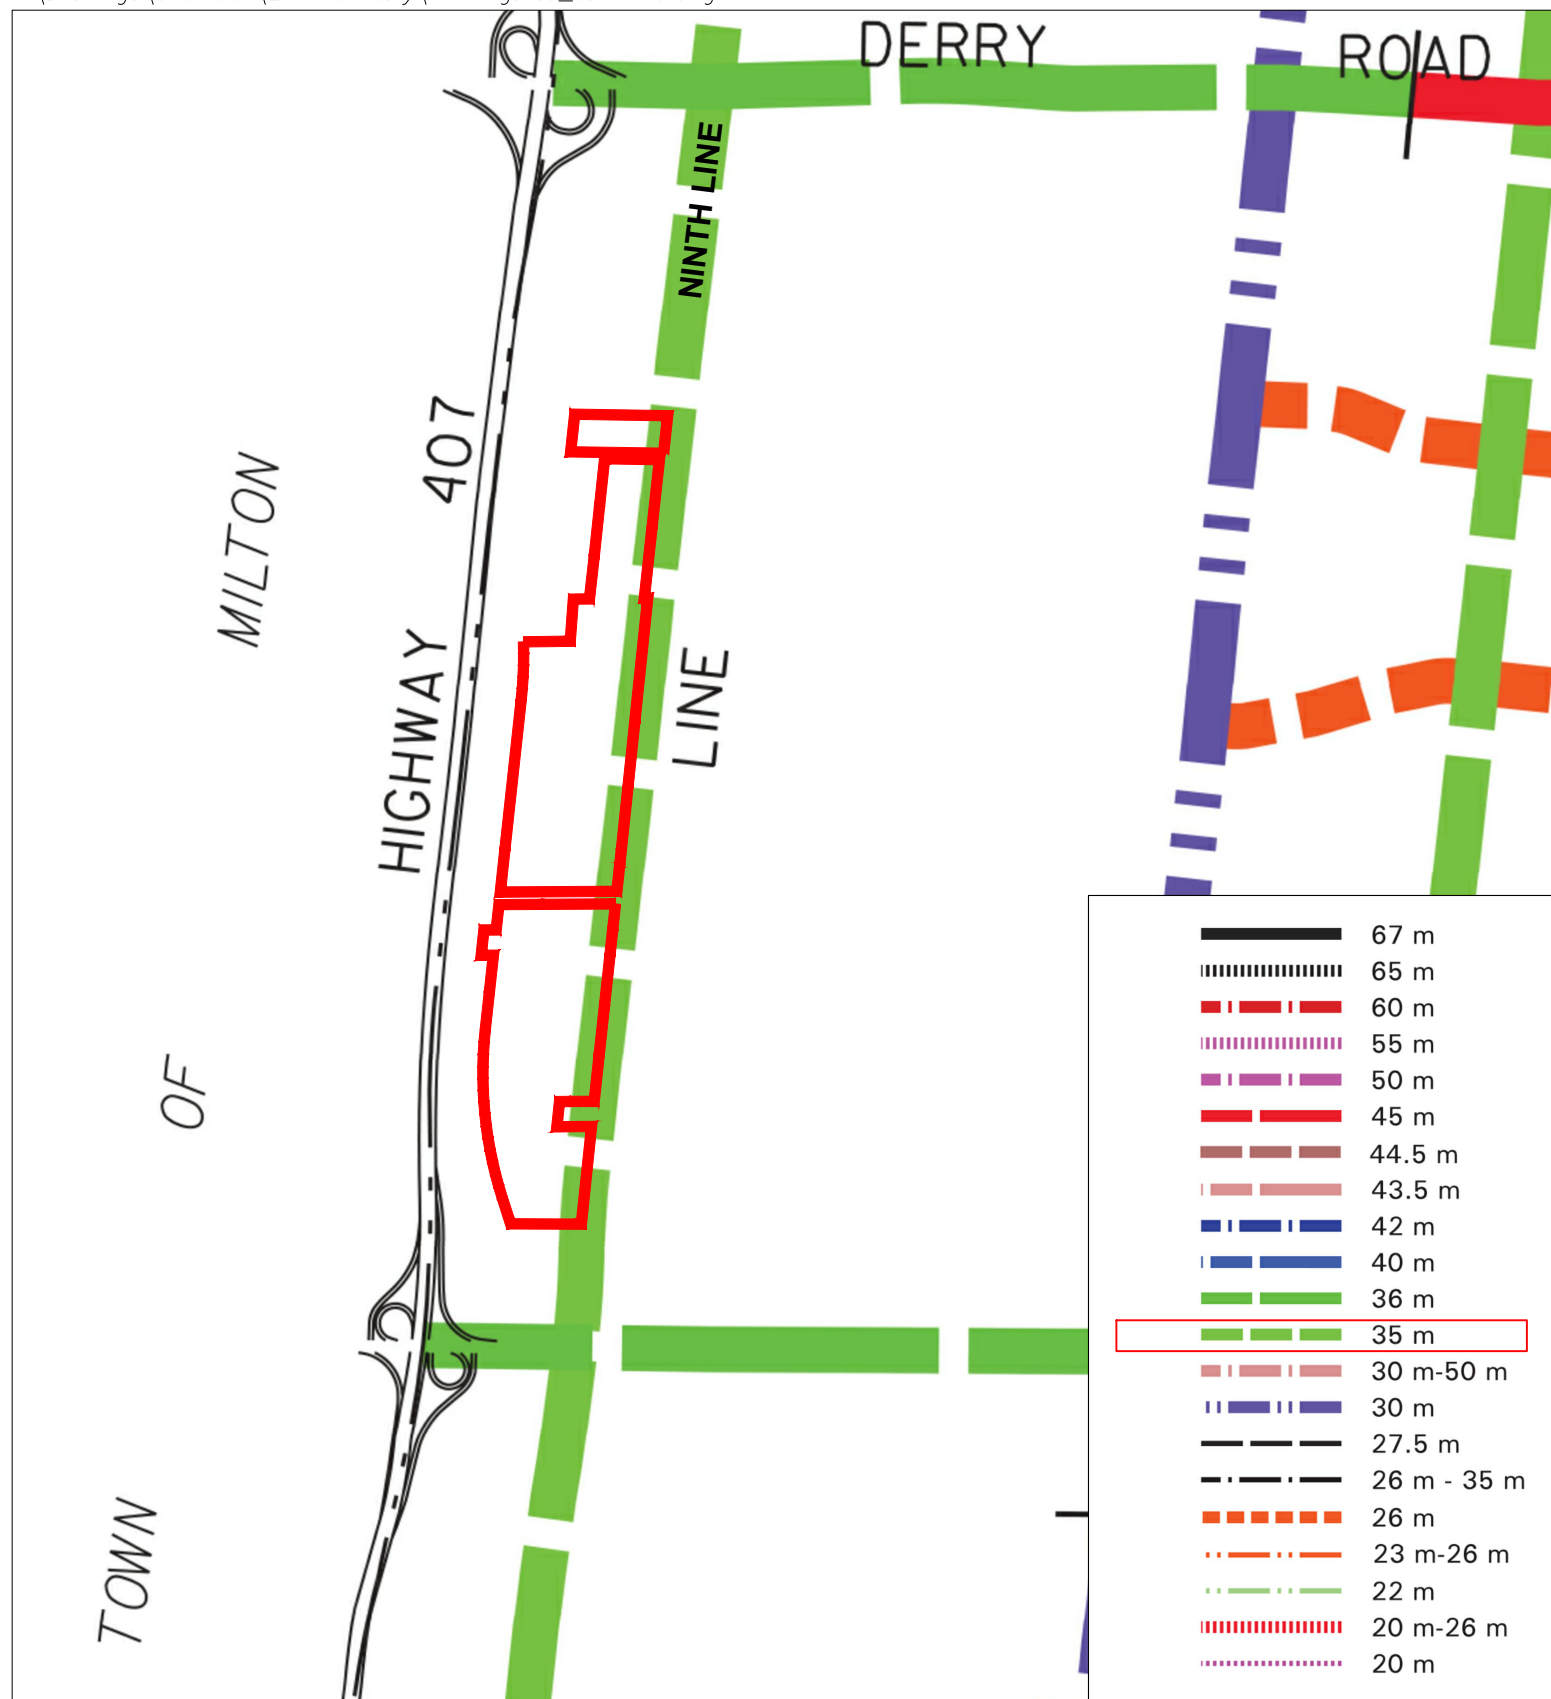 DERRY ROAD
NINTH LINE
407
HIGHWAY
LINE
MILTON
OF
TOWN
67 m
65 m
60 m
55 m
50 m
45 m
44.5 m
43.5 m
42 m
40 m
36 m
35 m
30 m-50 m
30 m
27.5 m
26 m - 35 m
26 m
23 m-26 m
22 m
20 m-26 m
20 m